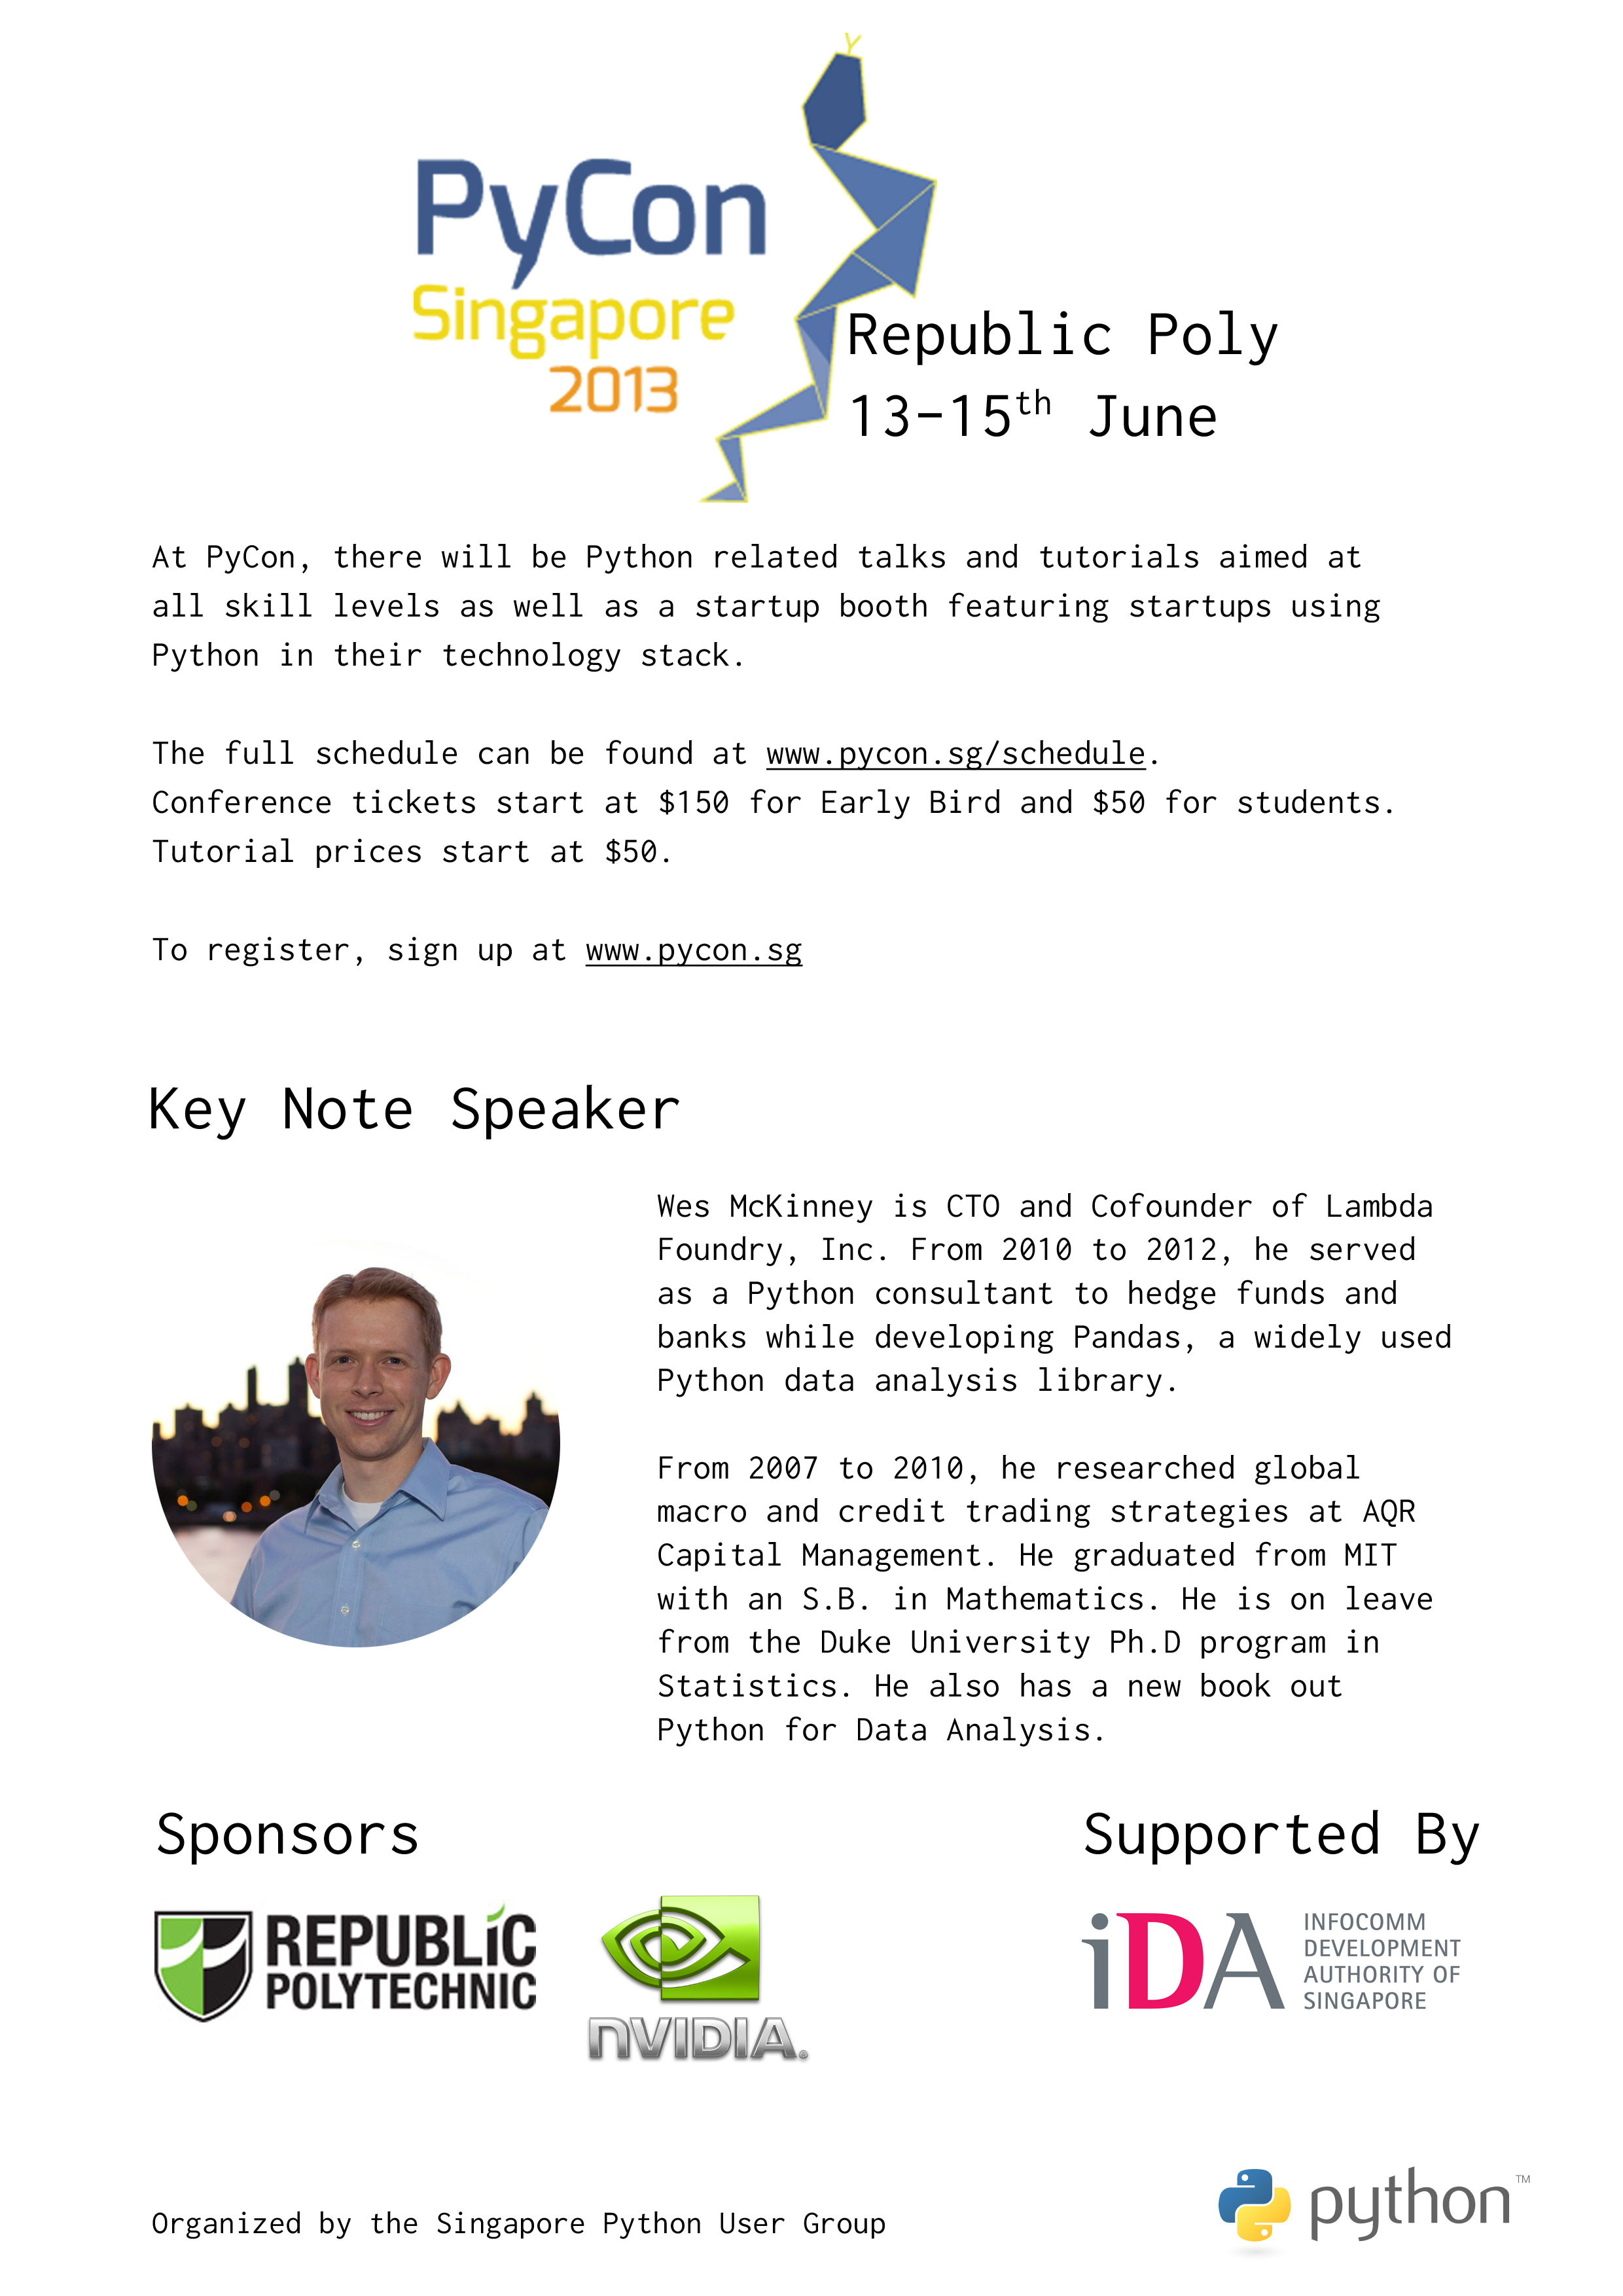 PyCon
Singapore
2013
Republic Poly
13-15th June
At PyCon, there will be Python related talks and tutorials aimed at
all skill levels as well as a startup booth featuring startups using
Python in their technology stack.
The full schedule can be found at www.pycon.sg/schedule.
Conference tickets start at $150 for Early Bird and $50 for students.
Tutorial prices start at $50.
To register, sign up at www.pycon.sg
Key Note Speaker
Wes McKinney is CTO and Cofounder of Lambda
Foundry, Inc. From 2010 to 2012, he served
as a Python consultant to hedge funds and
banks while developing Pandas, a widely used
Python data analysis library.
From 2007 to 2010, he researched global
macro and credit trading strategies at AQR
Capital Management. He graduated from MIT
with an S.B. in Mathematics. He is on leave
from the Duke University Ph.D program in
Statistics. He also has a new book out
Python for Data Analysis.
Sponsors
REPUBLiC
POLYTECHNIC
nVIDIA®
Supported By
iDA
INFOCOMM
DEVELOPMENT
AUTHORITY OF
SINGAPORE
Organized by the Singapore Python User Group
python™